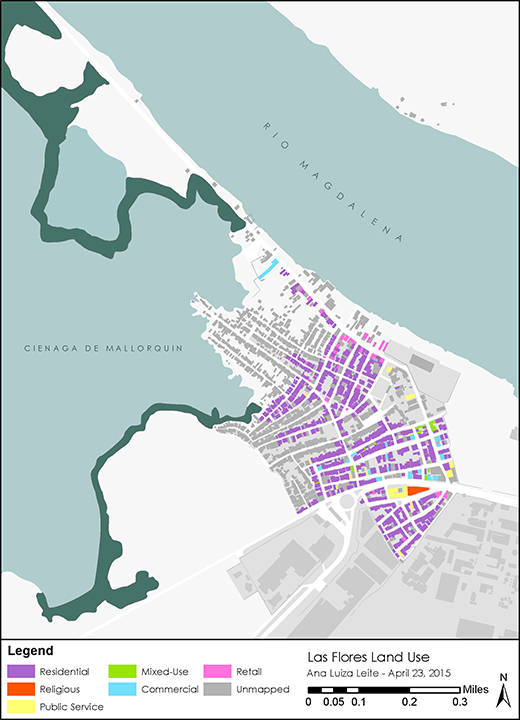 RIO MAGDALENA
CIENAGA DE MALLORQUIN
Legend
Residential
Mixed-Use
Retail
Religious
Commercial
Unmapped
Public Service
Las Flores Land Use
Ana Luiza Leite - April 23, 2015
Miles
0 0.05 0.1 0.2 0.3
N